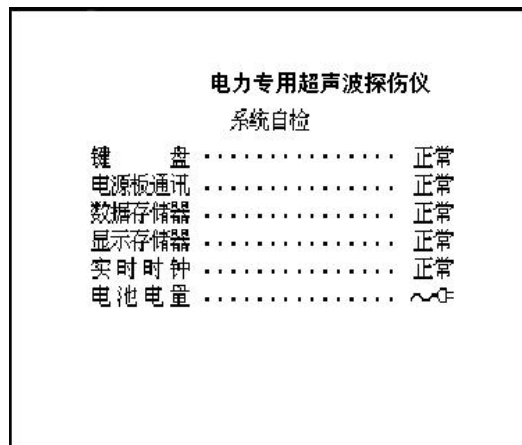 电力专用超声波探伤仪
系统自检
键 盘 ··············· 正常
电源板通讯 ··············· 正常
数据存储器 ··············· 正常
显示存储器 ··············· 正常
实时时钟 ··············· 正常
电池电量 ···············